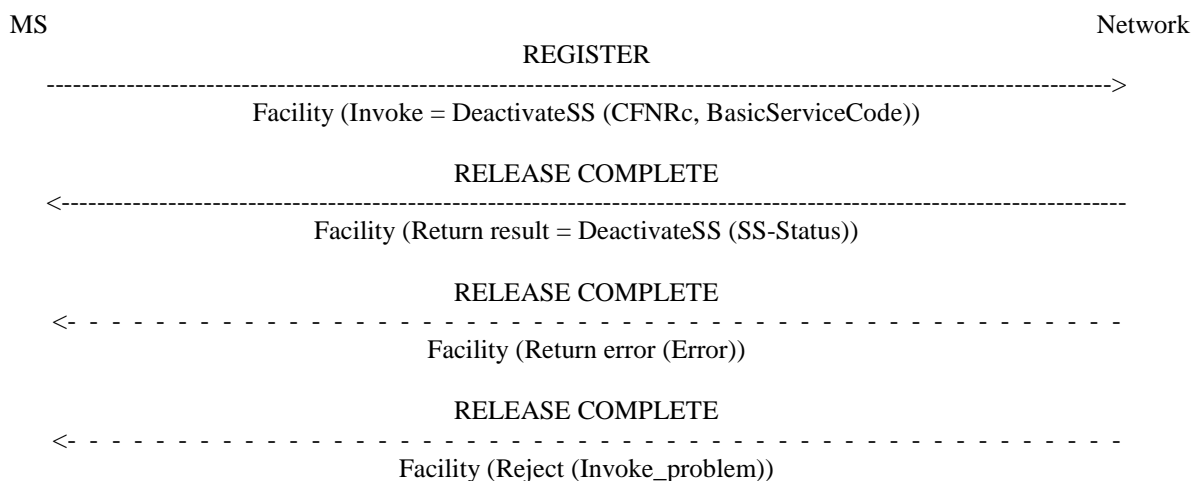 MS Network
REGISTER
Facility (Invoke = DeactivateSS (CFNRc, BasicServiceCode))
RELEASE COMPLETE
Facility (Return result = DeactivateSS (SS-Status))
RELEASE COMPLETE
Facility (Return error (Error))
RELEASE COMPLETE
Facility (Reject (Invoke_problem))